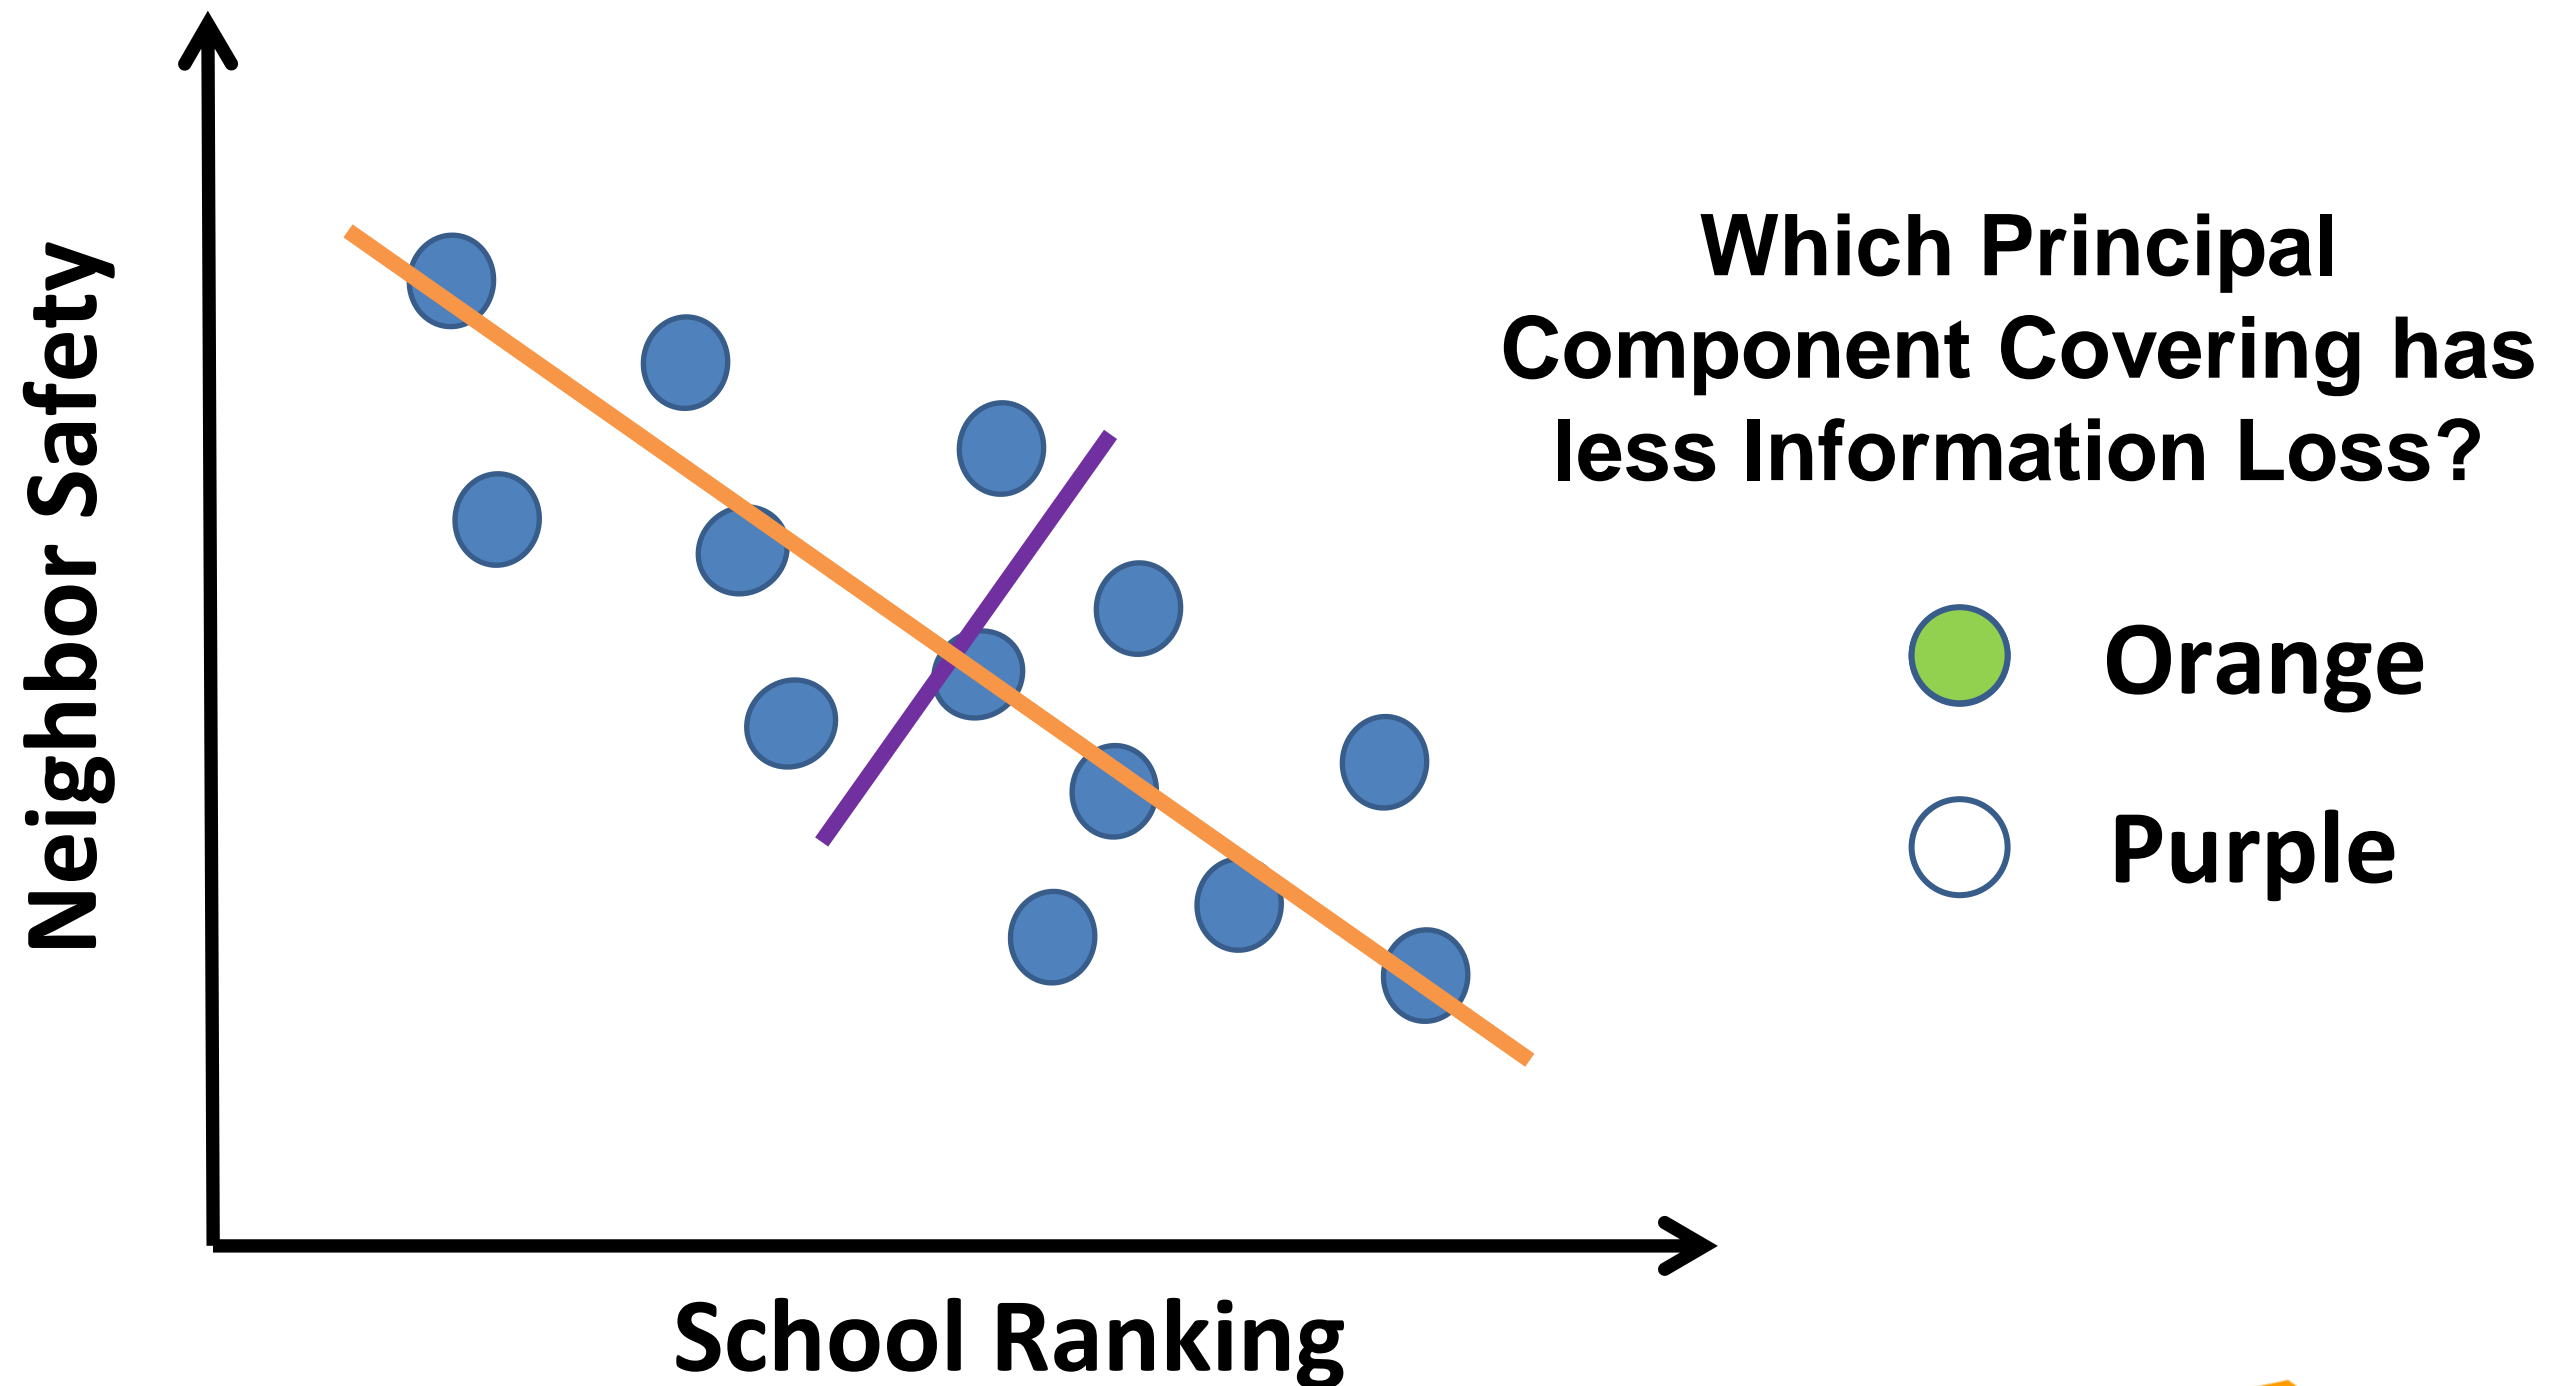 Neighbor Safety
Which Principal
Component Covering has
less Information Loss?
Orange
Purple
School Ranking